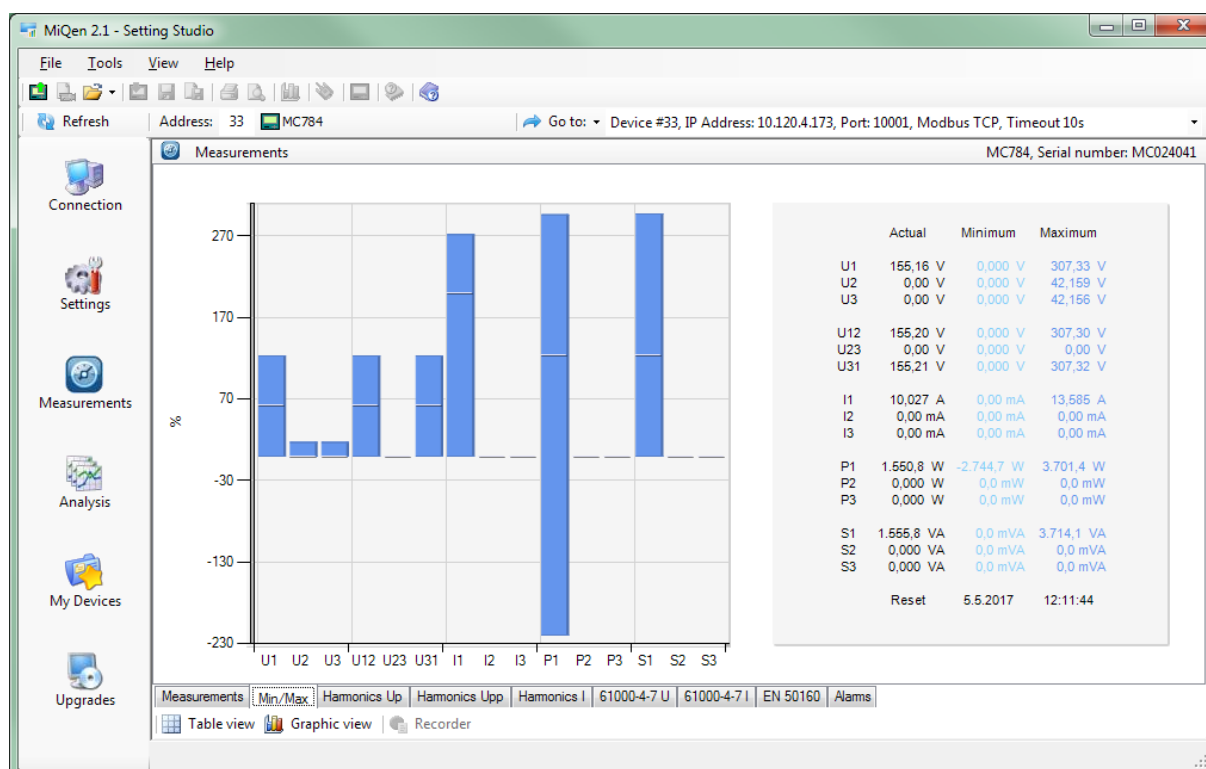 MiQen 2.1 - Setting Studio
File Tools View Help
Refresh Address: 33 MC784 Go to: Device #33, IP Address: 10.120.4.173, Port: 10001, Modbus TCP, Timeout 10s
Measurements MC784, Serial number: MC024041
Connection
Settings
Measurements
Analysis
My Devices
Upgrades
%
270
170
70
-30
-130
-230
U1 U2 U3 U12 U23 U31 I1 I2 I3 P1 P2 P3 S1 S2 S3
Actual Minimum Maximum
U1 155,16 V 0,000 V 307,33 V
U2 0,00 V 0,000 V 42,159 V
U3 0,00 V 0,000 V 42,156 V
U12 155,20 V 0,000 V 307,30 V
U23 0,00 V 0,000 V 0,00 V
U31 155,21 V 0,000 V 307,32 V
I1 10,027 A 0,00 mA 13,585 A
I2 0,00 mA 0,00 mA 0,00 mA
I3 0,00 mA 0,00 mA 0,00 mA
P1 1.550,8 W -2.744,7 W 3.701,4 W
P2 0,000 W 0,0 mW 0,0 mW
P3 0,000 W 0,0 mW 0,0 mW
S1 1.555,8 VA 0,0 mVA 3.714,1 VA
S2 0,000 VA 0,0 mVA 0,0 mVA
S3 0,000 VA 0,0 mVA 0,0 mVA
Reset 5.5.2017 12:11:44
Measurements Min/Max Harmonics Up Harmonics Upp Harmonics I 61000-4-7 U 61000-4-7 I EN 50160 Alarms
Table view Graphic view Recorder